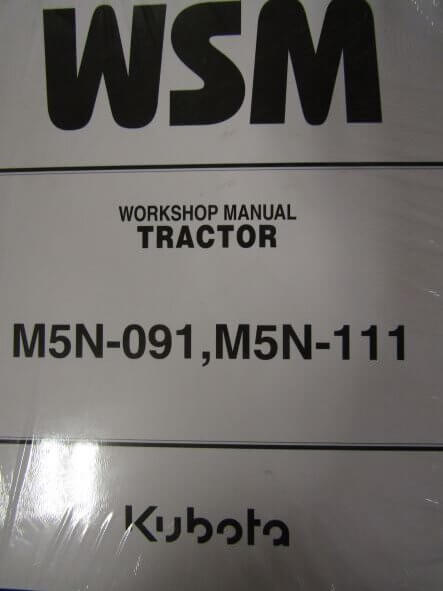 WSM
WORKSHOP MANUAL
TRACTOR
M5N-091,M5N-111
Kubota